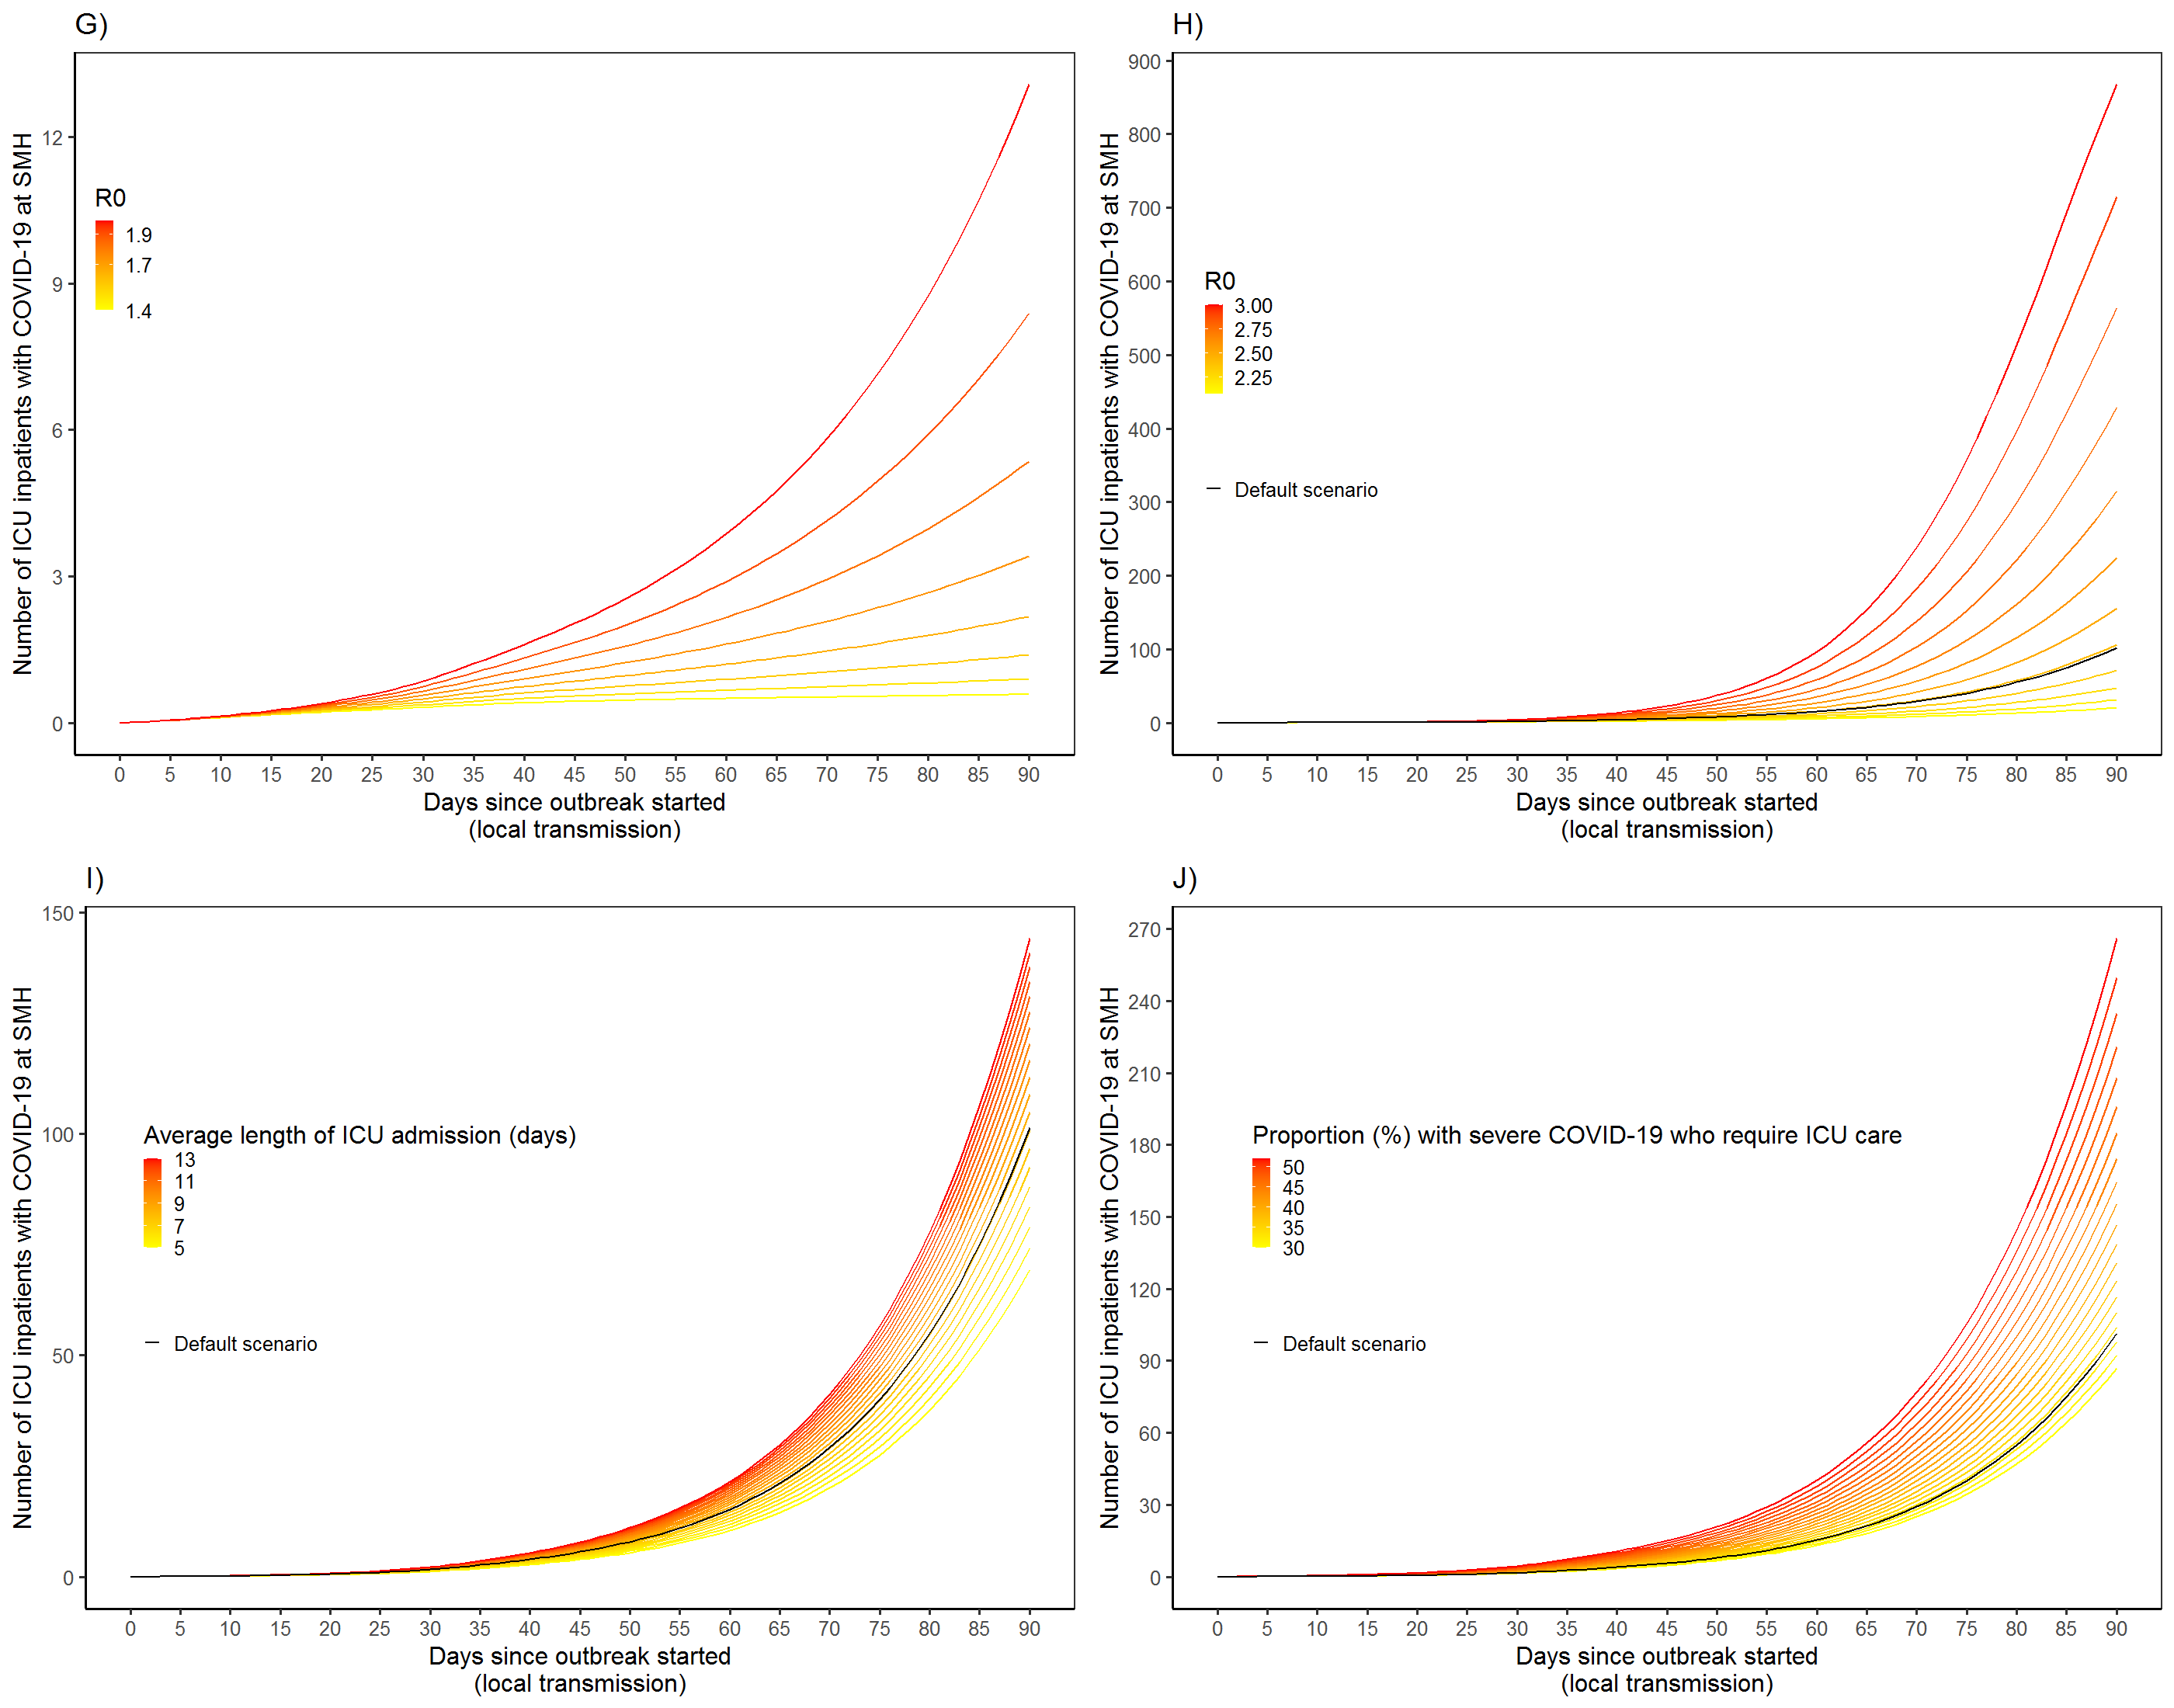 G)
Number of ICU inpatients with COVID-19 at SMH
12
9
6
3
0
R0
1.9
1.7
1.4
0 5 10 15 20 25 30 35 40 45 50 55 60 65 70 75 80 85 90
Days since outbreak started
(local transmission)
H)
Number of ICU inpatients with COVID-19 at SMH
900
800
700
600
500
400
300
200
100
0
R0
3.00
2.75
2.50
2.25
Default scenario
0 5 10 15 20 25 30 35 40 45 50 55 60 65 70 75 80 85 90
Days since outbreak started
(local transmission)
I)
Number of ICU inpatients with COVID-19 at SMH
150
100
50
0
Average length of ICU admission (days)
13
11
9
7
5
Default scenario
0 5 10 15 20 25 30 35 40 45 50 55 60 65 70 75 80 85 90
Days since outbreak started
(local transmission)
J)
Number of ICU inpatients with COVID-19 at SMH
270
240
210
180
150
120
90
60
30
0
Proportion (%) with severe COVID-19 who require ICU care
50
45
40
35
30
Default scenario
0 5 10 15 20 25 30 35 40 45 50 55 60 65 70 75 80 85 90
Days since outbreak started
(local transmission)